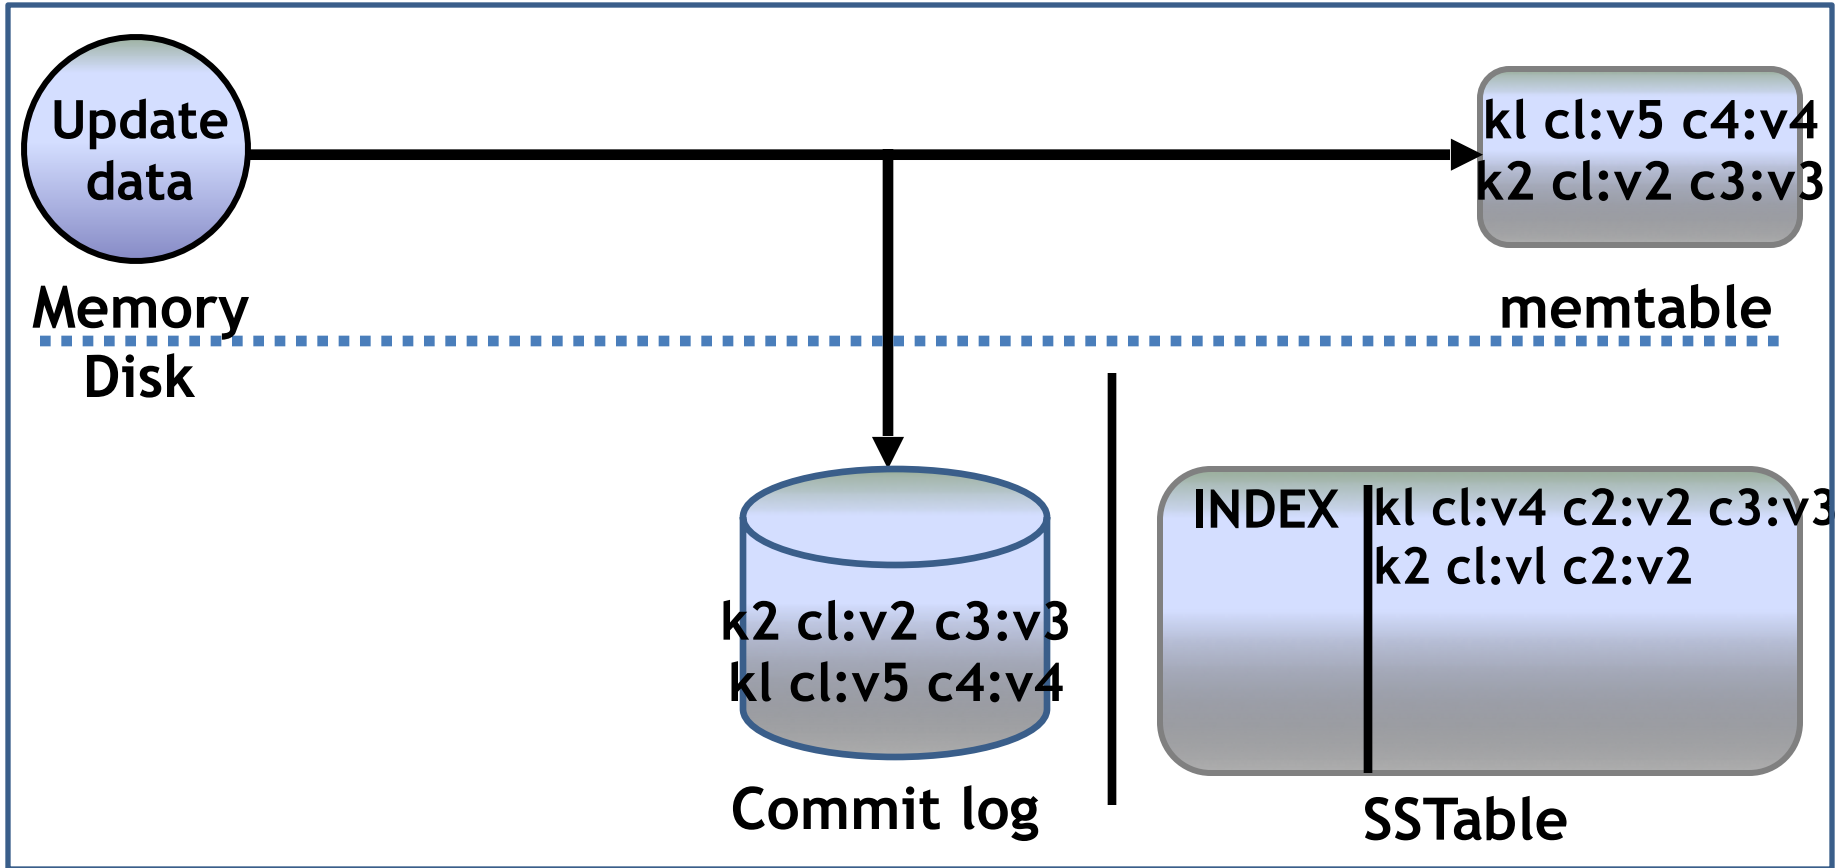 Update
data
kl cl:v5 c4:v4
k2 cl:v2 c3:v3
Memory
memtable
Disk
INDEX
kl cl:v4 c2:v2 c3:v3
k2 cl:vl c2:v2
k2 cl:v2 c3:v3
kl cl:v5 c4:v4
Commit log
SSTable